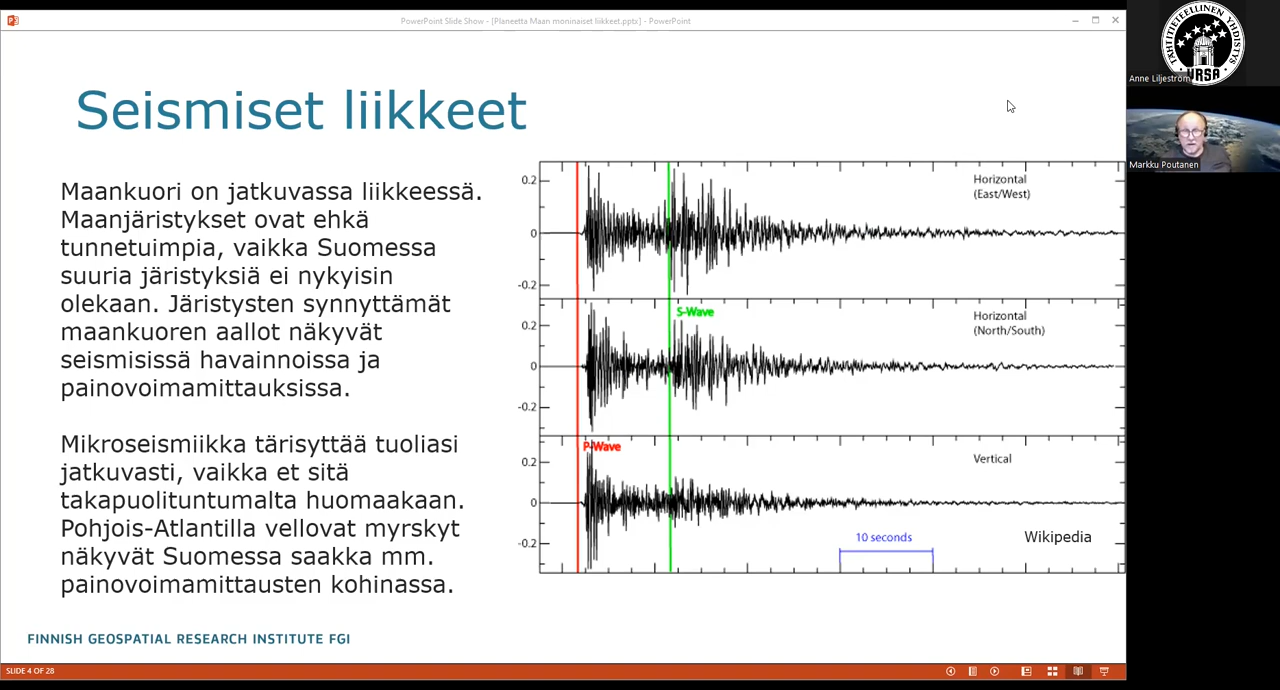 PowerPoint Slide Show - [Planeetta Maan moninaiset liikkeet.pptx] - PowerPoint
TÄHTITIETEELLINEN YHDISTYS
URSA
Anne Liljeström
Markku Poutanen
Seismiset liikkeet
Maankuori on jatkuvassa liikkeessä.
Maanjäristykset ovat ehkä
tunnetuimpia, vaikka Suomessa
suuria järistyksiä ei nykyisin
olekaan. Järistysten synnyttämät
maankuoren aallot näkyvät
seismisissä havainnoissa ja
painovoimamittauksissa.
Mikroseismiikka tärisyttää tuoliasi
jatkuvasti, vaikka et sitä
takapuolituntumalta huomaakaan.
Pohjois-Atlantilla vellovat myrskyt
näkyvät Suomessa saakka mm.
painovoimamittausten kohinassa.
0.2
0
-0.2
Horizontal
(East/West)
S-Wave
0.2
0
-0.2
Horizontal
(North/South)
P-Wave
0.2
0
-0.2
Vertical
10 seconds
Wikipedia
FINNISH GEOSPATIAL RESEARCH INSTITUTE FGI
SLIDE 4 OF 28